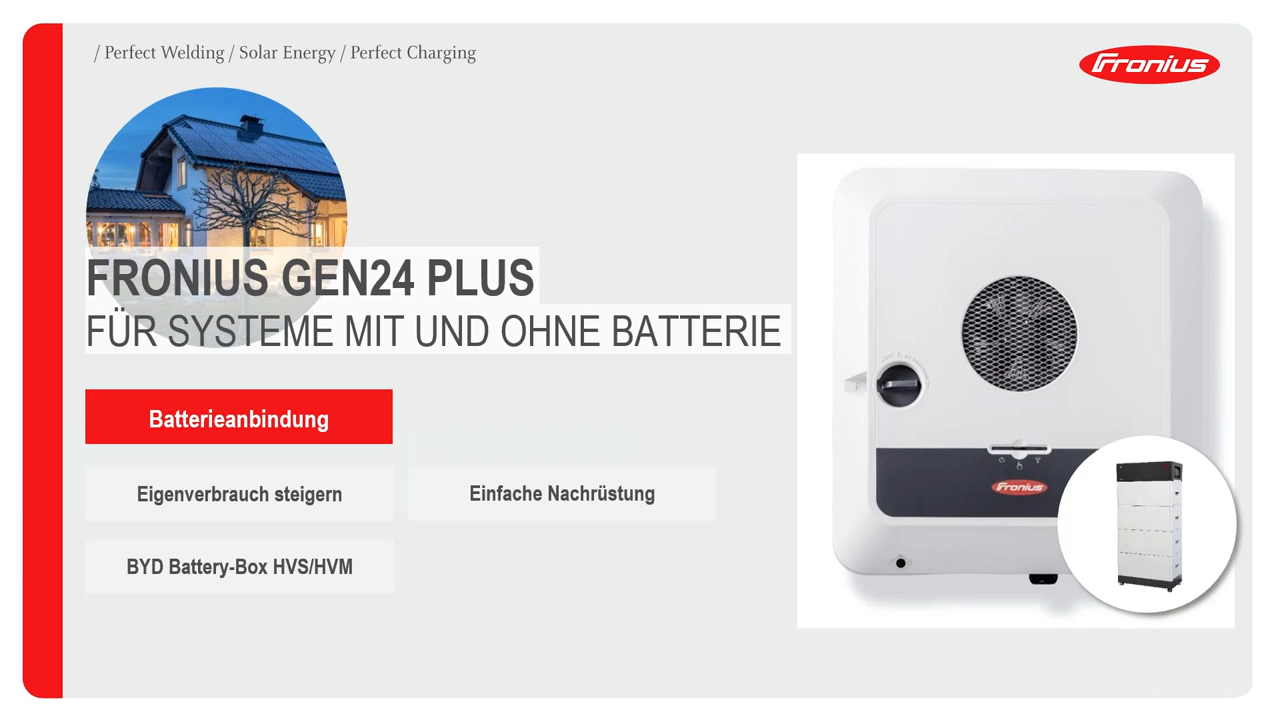 / Perfect Welding / Solar Energy / Perfect Charging
Fronius
FRONIUS GEN24 PLUS
FÜR SYSTEME MIT UND OHNE BATTERIE
Batterieanbindung
Eigenverbrauch steigern
Einfache Nachrüstung
BYD Battery-Box HVS/HVM
Fronius